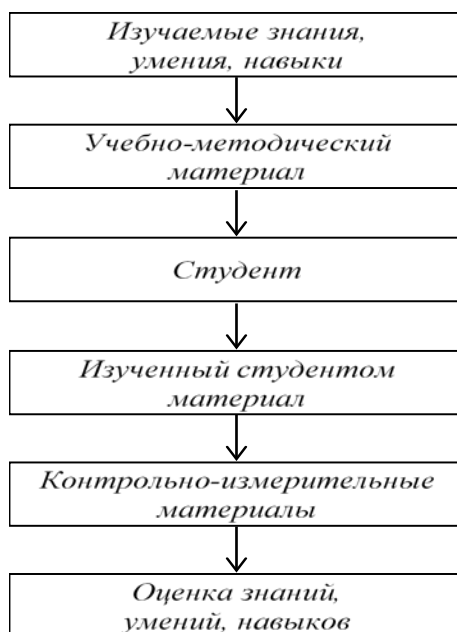 Изучаемые знания,
умения, навыки
Учебно-методический
материал
Студент
Изученный студентом
материал
Контрольно-измерительные
материалы
Оценка знаний,
умений, навыков